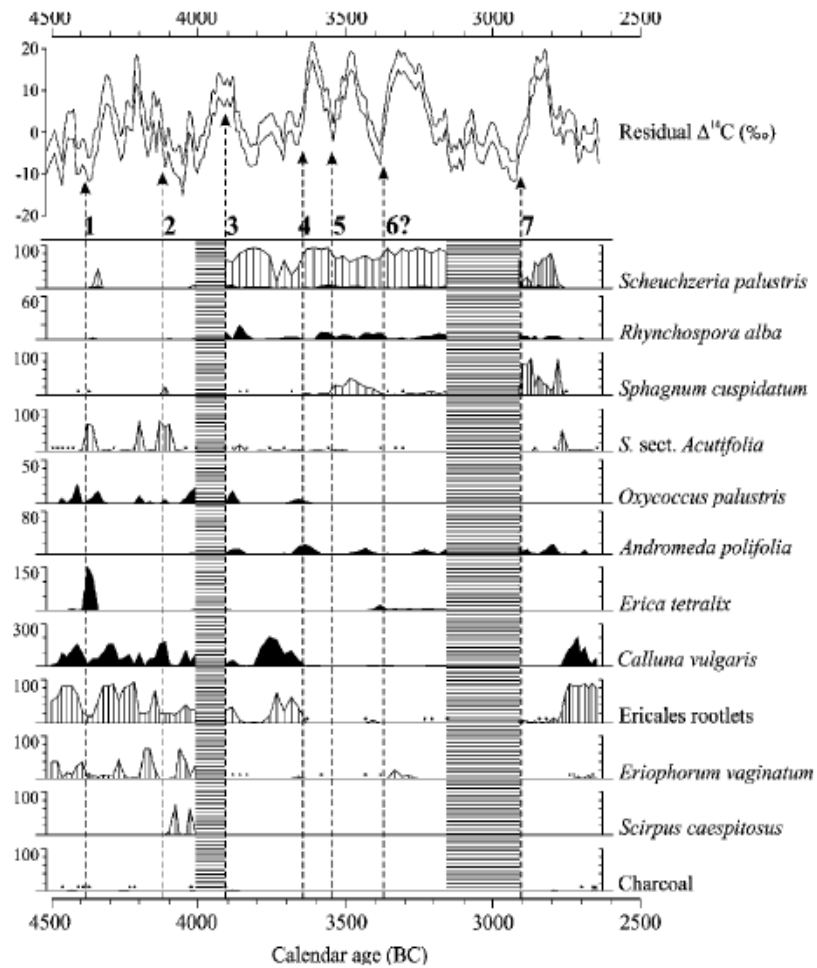 4500 4000 3500 3000 2500
20
10
0
-10
-20
Residual Δ¹⁴C (‰)
1 2 3 4 5 6? 7
100 Scheuchzeria palustris
60 Rhynchospora alba
100 Sphagnum cuspidatum
100 S. sect. Acutifolia
50 Oxycoccus palustris
80 Andromeda polifolia
150 Erica tetralix
300 Calluna vulgaris
100 Ericales rootlets
100 Eriophorum vaginatum
100 Scirpus caespitosus
100 Charcoal
4500 4000 3500 3000 2500
Calendar age (BC)